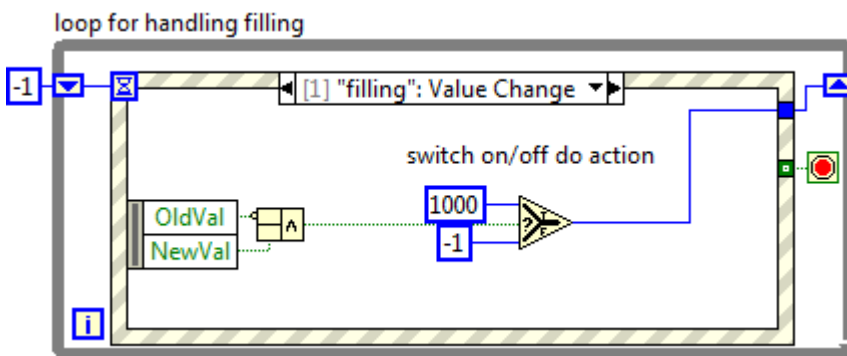 loop for handling filling
-1
[1] "filling": Value Change
switch on/off do action
OldVal
NewVal
1000
-1
?
T
F
i